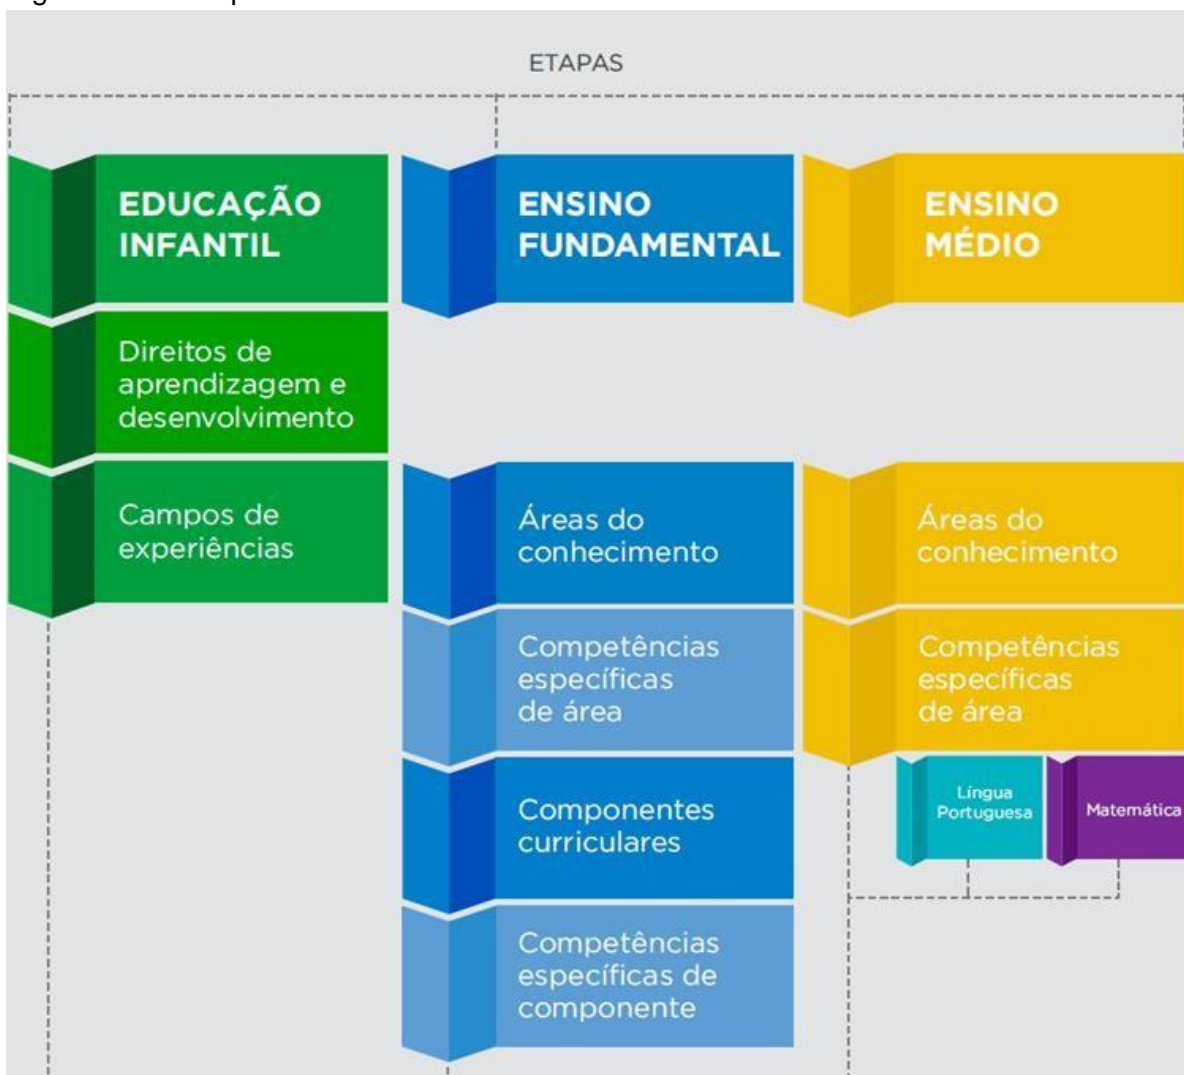 ETAPAS
EDUCAÇÃO
INFANTIL
ENSINO
FUNDAMENTAL
ENSINO
MÉDIO
Direitos de
aprendizagem e
desenvolvimento
Campos de
experiências
Áreas do
conhecimento
Áreas do
conhecimento
Competências
específicas
de área
Competências
específicas
de área
Componentes
curriculares
Língua
Portuguesa
Matemática
Competências
específicas de
componente